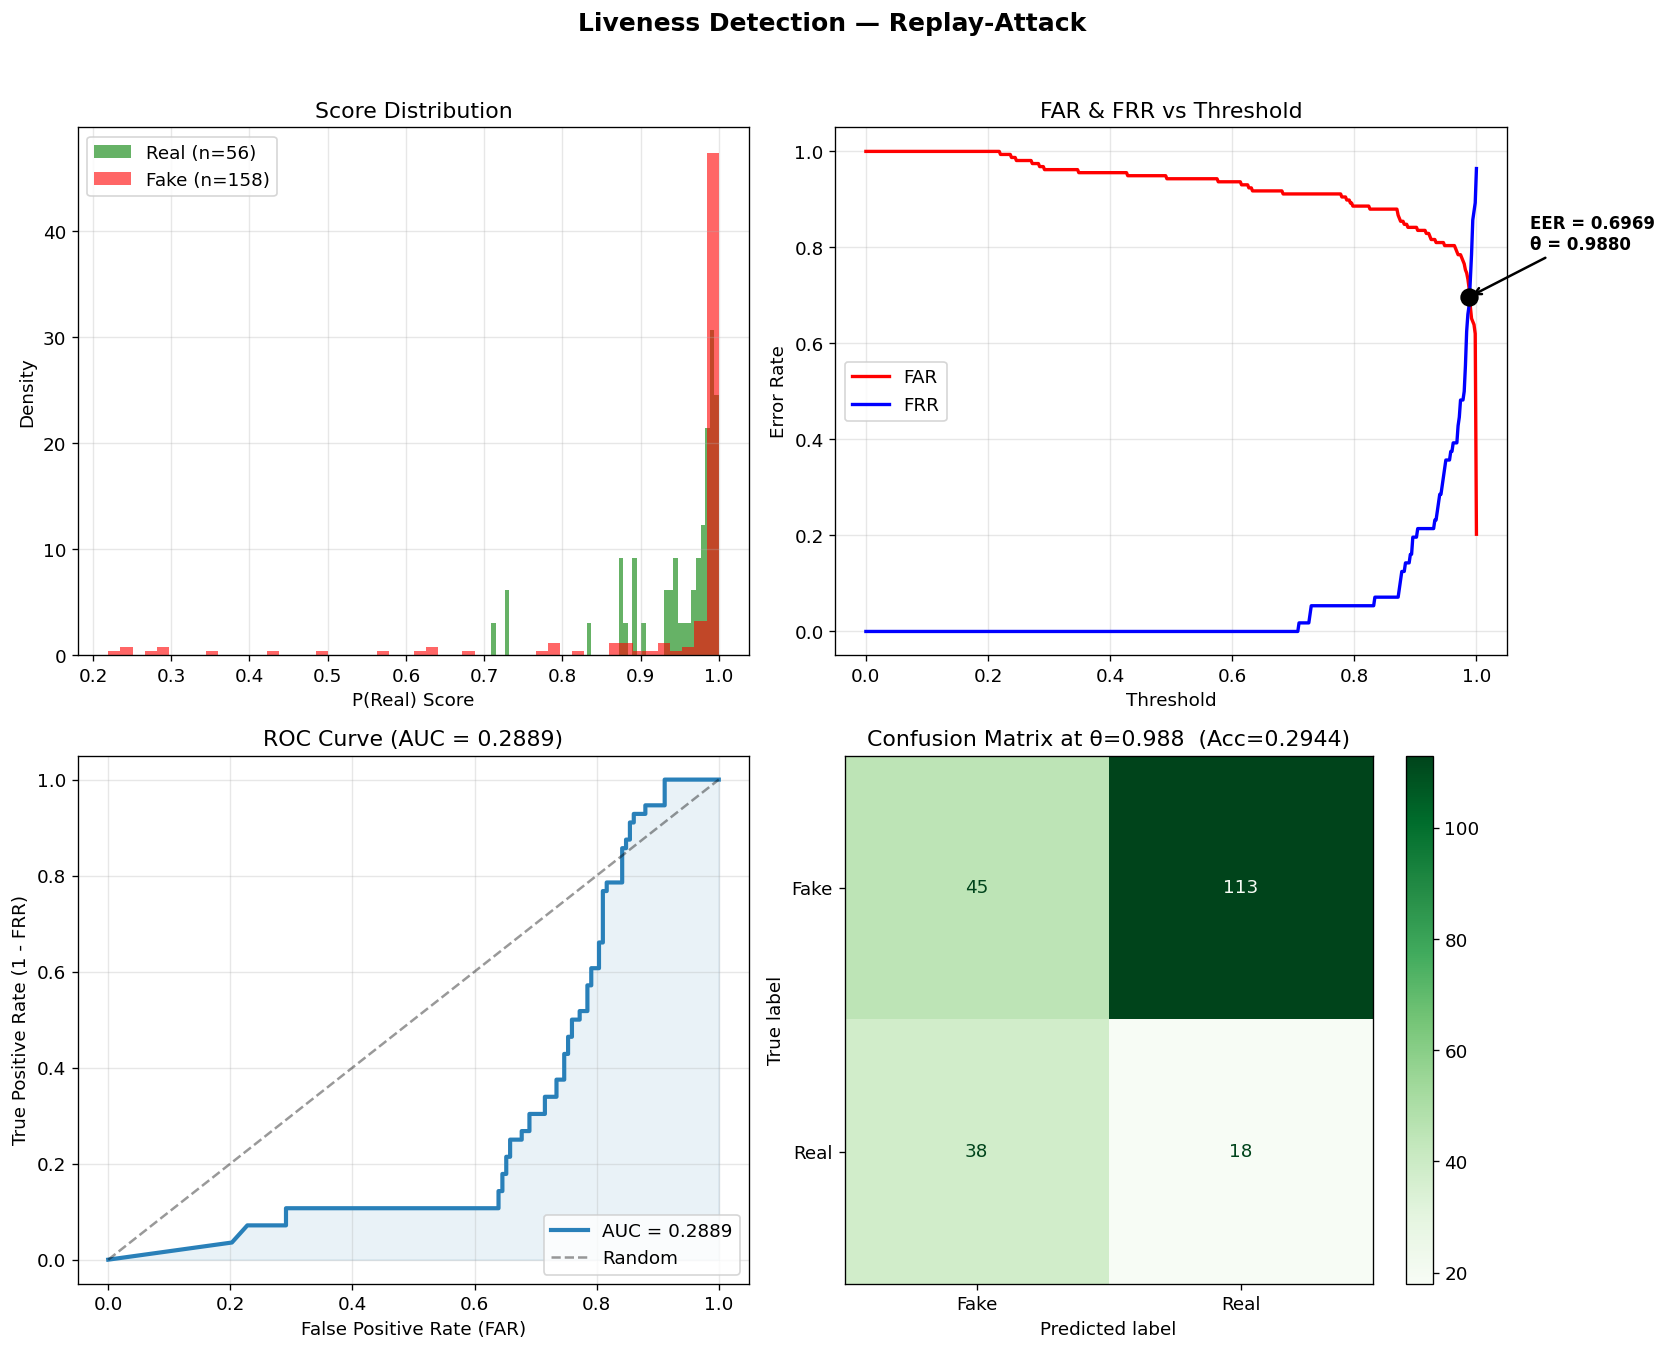 Liveness Detection — Replay-Attack
Score Distribution
Real (n=56)
Fake (n=158)
Density
0
10
20
30
40
0.2 0.3 0.4 0.5 0.6 0.7 0.8 0.9 1.0
P(Real) Score
FAR & FRR vs Threshold
EER = 0.6969
θ = 0.9880
FAR
FRR
Error Rate
1.0
0.8
0.6
0.4
0.2
0.0
0.0 0.2 0.4 0.6 0.8 1.0
Threshold
ROC Curve (AUC = 0.2889)
True Positive Rate (1 - FRR)
1.0
0.8
0.6
0.4
0.2
0.0
AUC = 0.2889
Random
0.0 0.2 0.4 0.6 0.8 1.0
False Positive Rate (FAR)
Confusion Matrix at θ=0.988 (Acc=0.2944)
True label
Fake
45 113
Real
38 18
Fake Real
Predicted label
100
80
60
40
20